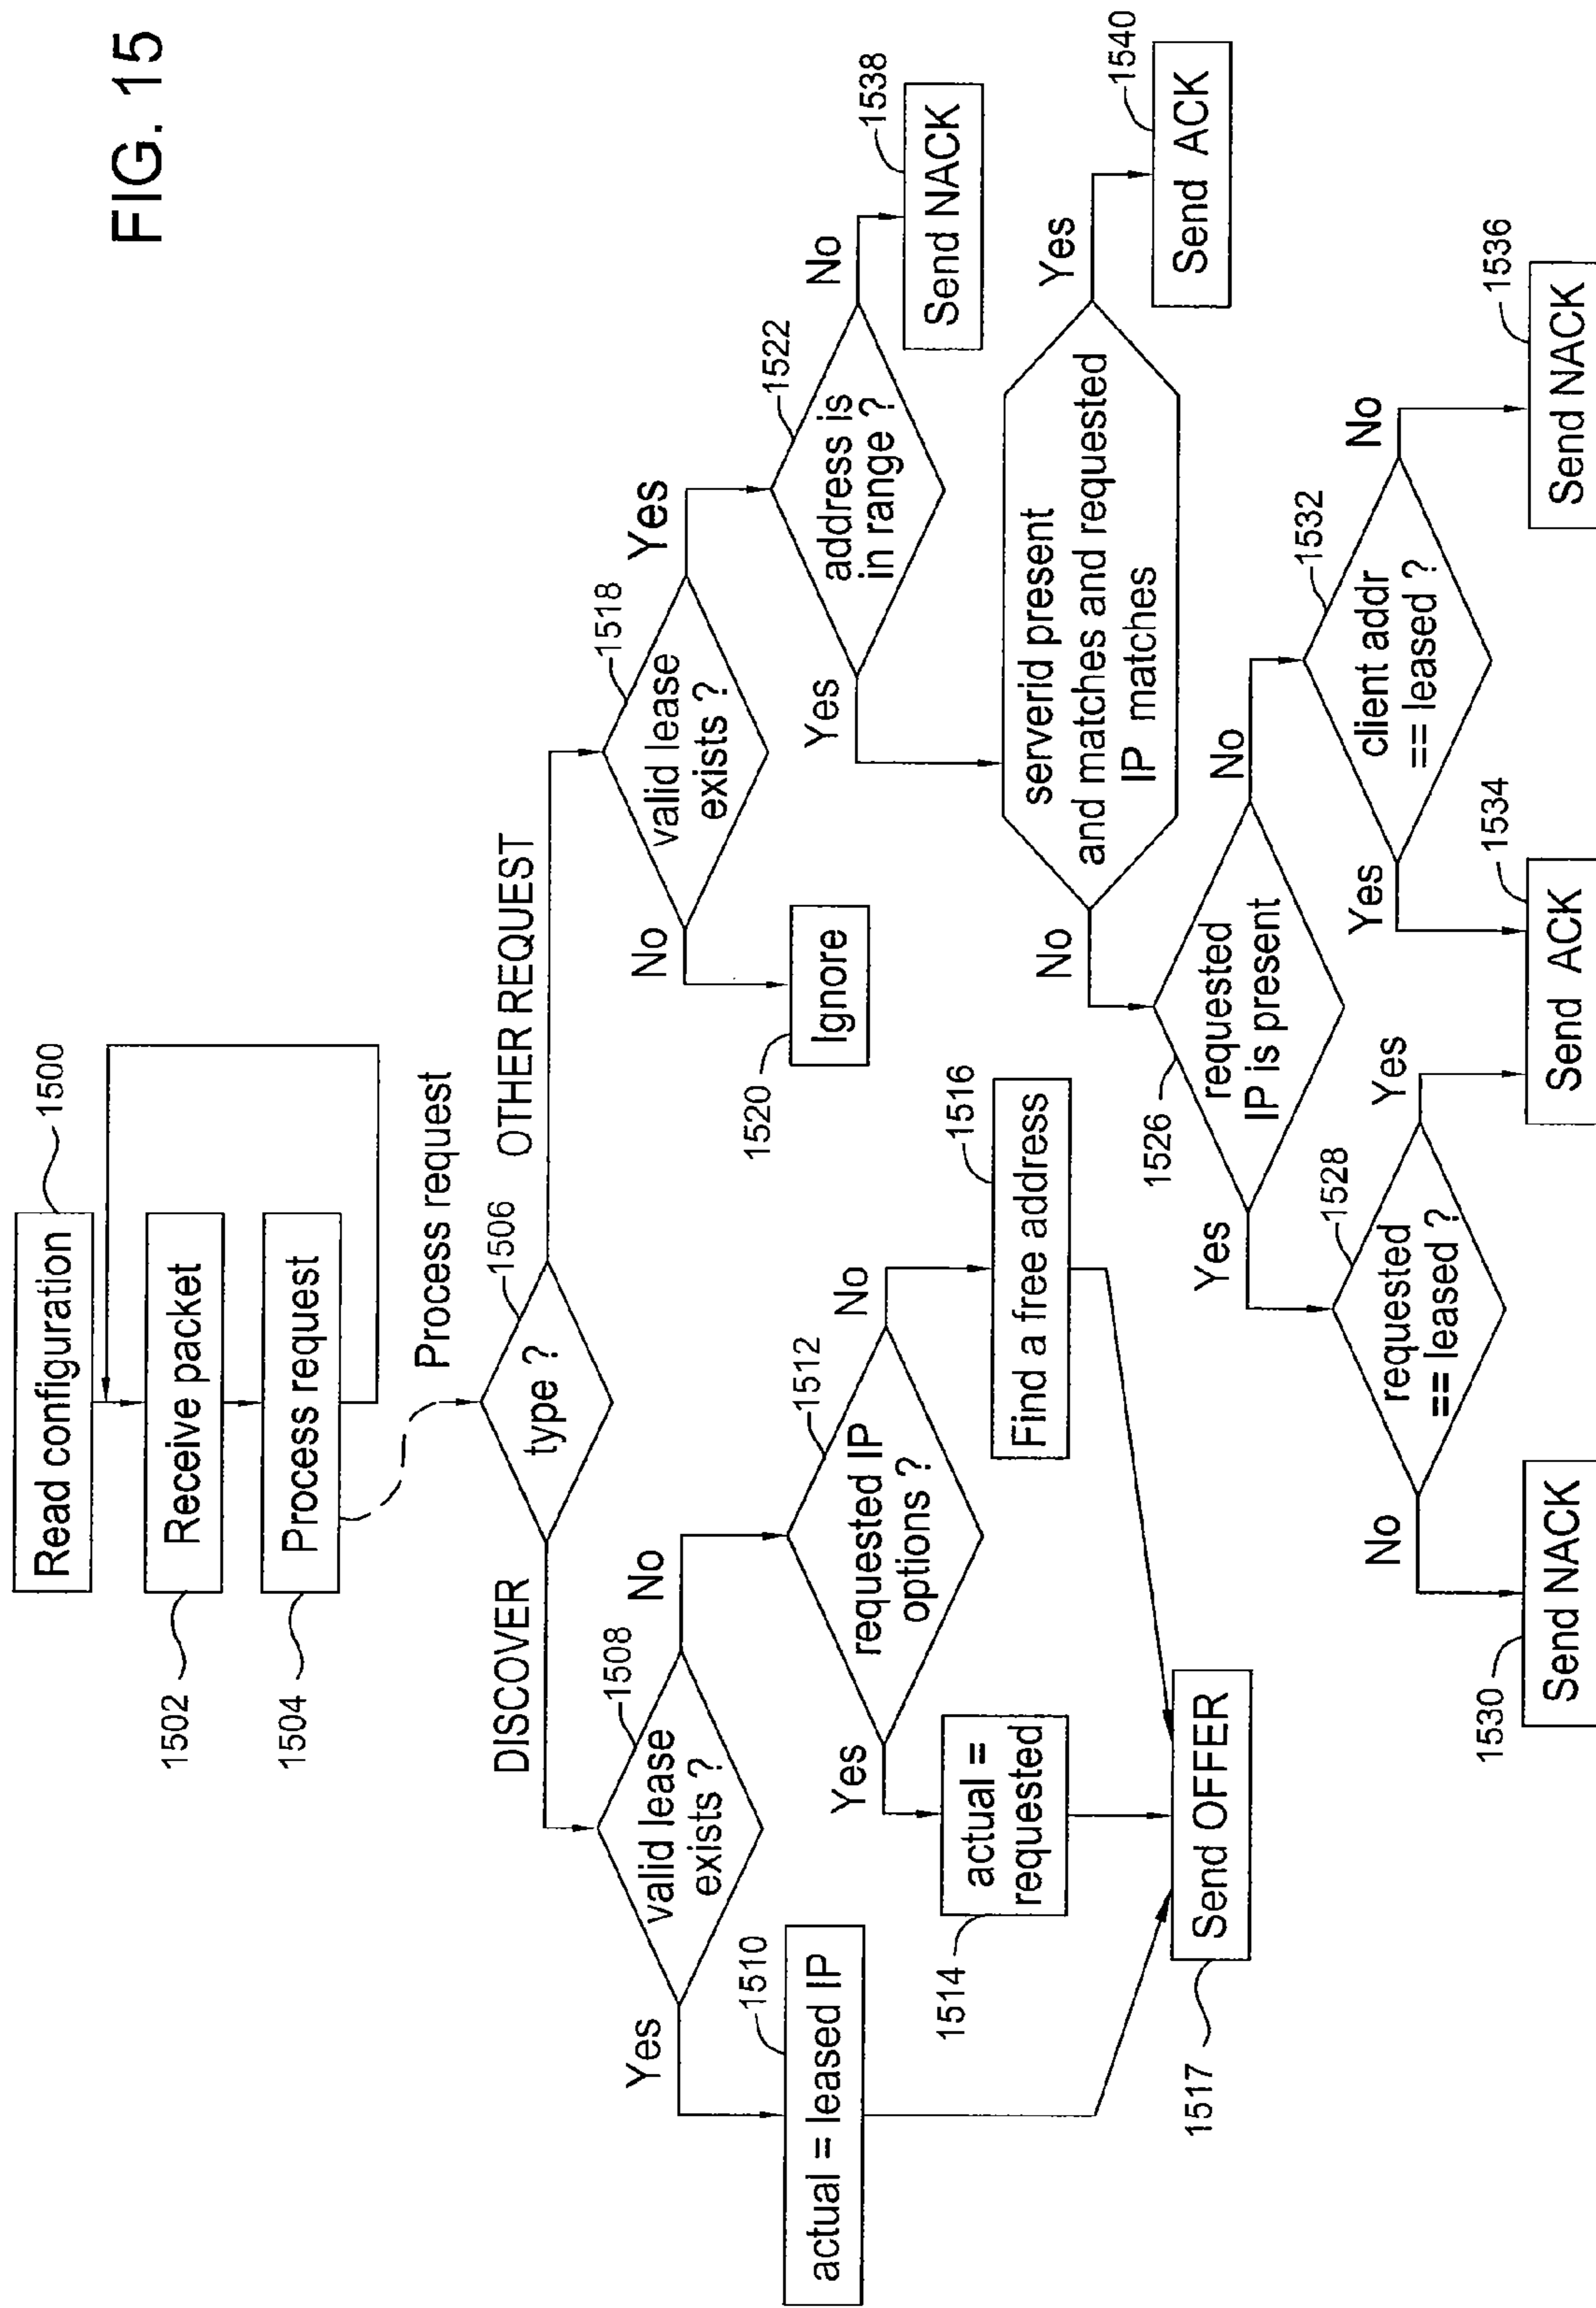 FIG. 15
Read configuration
1500
Receive packet
1502
Process request
1504
Process request
type ?
1506
DISCOVER
OTHER REQUEST
valid lease
exists ?
1508
Yes
No
valid lease
exists ?
1518
No
Yes
actual = leased IP
1510
requested IP
options ?
1512
Yes
No
Ignore
1520
address is
in range ?
1522
Yes
No
Send NACK
1538
actual =
requested
1514
Find a free address
1516
serverid present
and matches and requested
IP matches
No
Yes
Send OFFER
1517
requested
IP is present
1526
Yes
No
Send ACK
1540
requested
== leased ?
1528
No
Yes
client addr
== leased ?
1532
Yes
No
Send NACK
1530
Send ACK
1534
Send NACK
1536